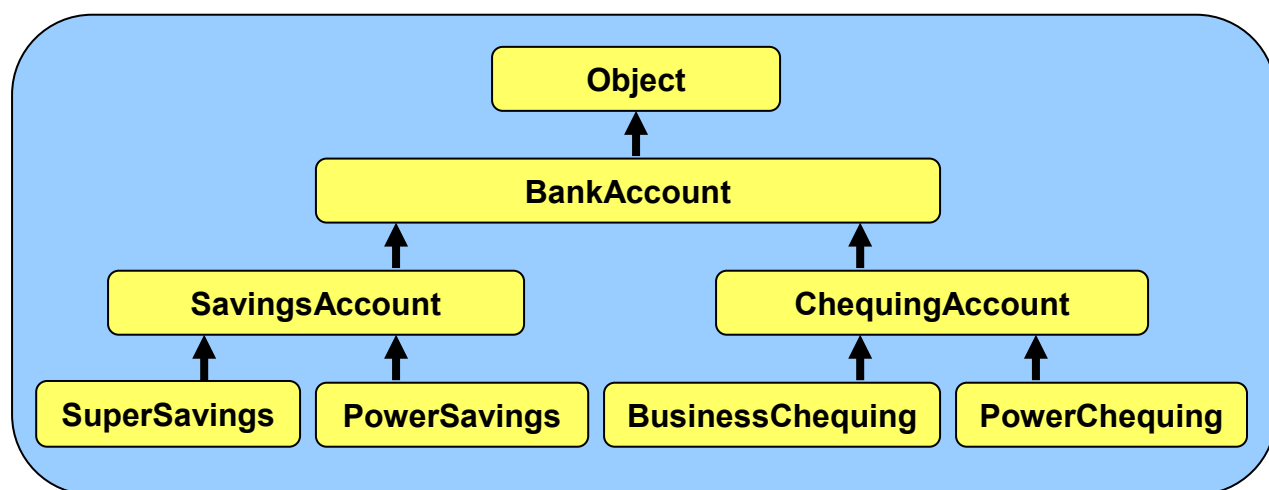 Object
BankAccount
SavingsAccount ChequingAccount
SuperSavings PowerSavings BusinessChequing PowerChequing